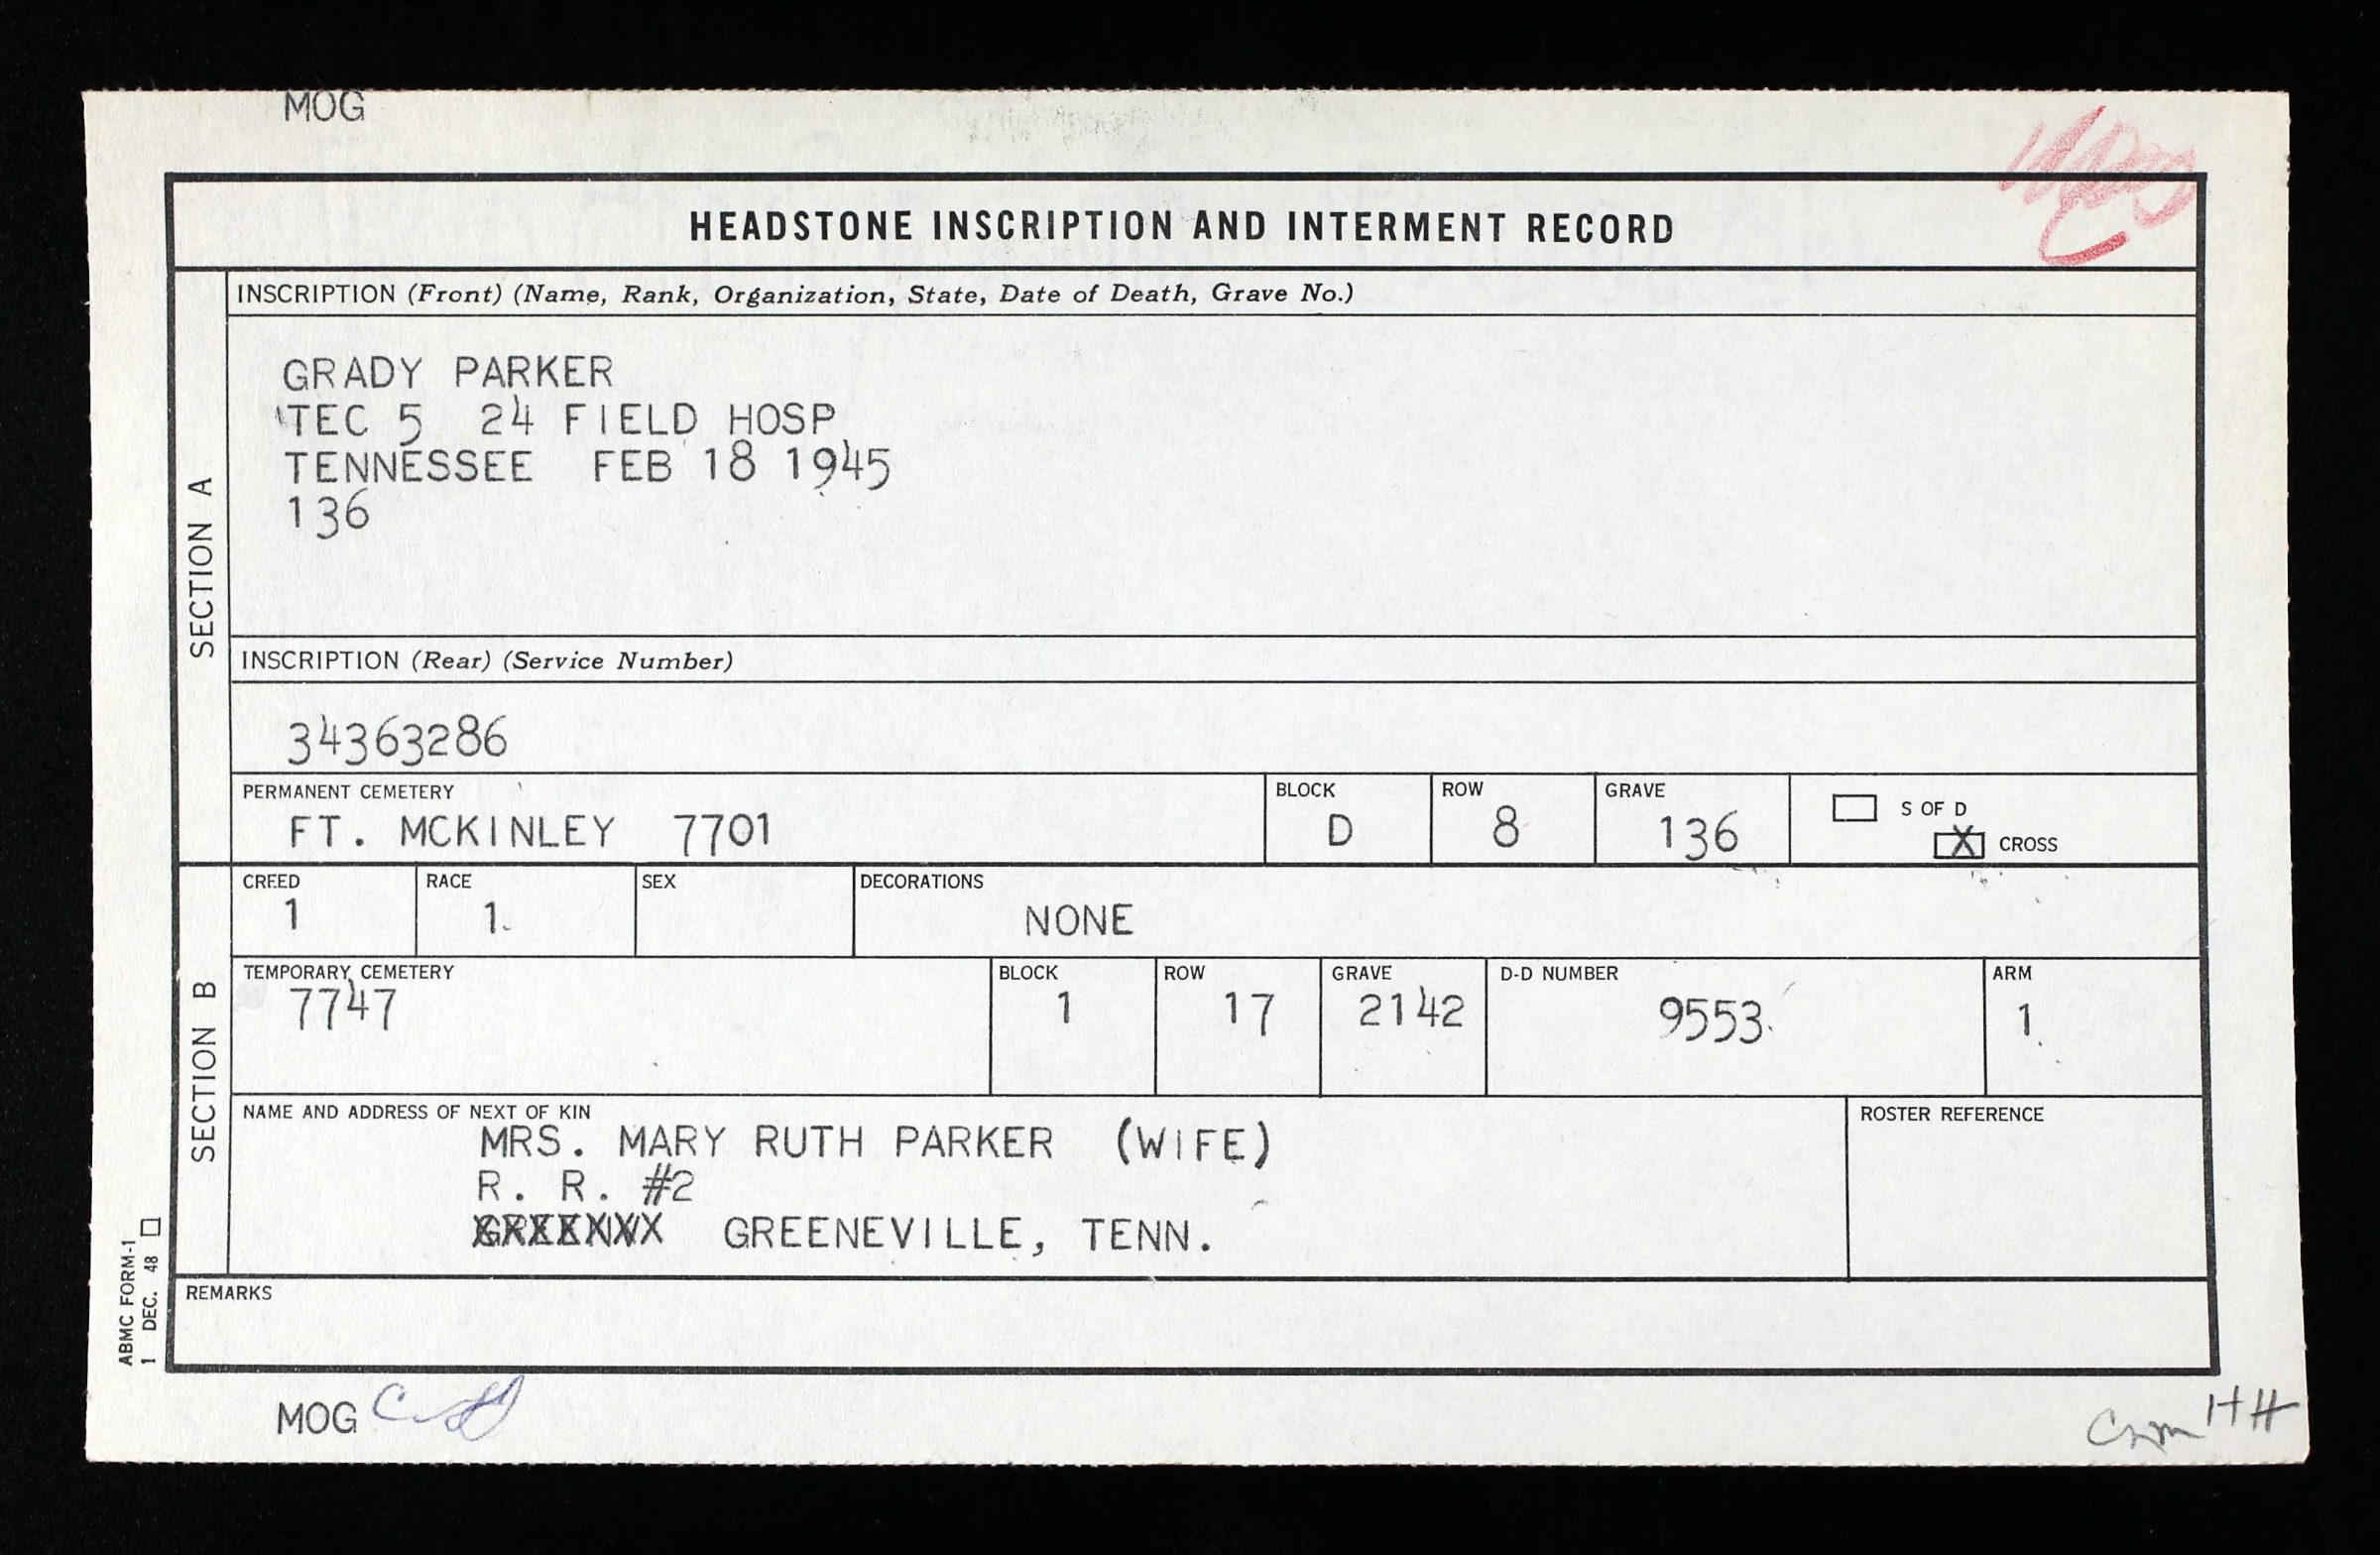 MOG
HEADSTONE INSCRIPTION AND INTERMENT RECORD
SECTION A
INSCRIPTION (Front) (Name, Rank, Organization, State, Date of Death, Grave No.)
GRADY PARKER
TEC 5 24 FIELD HOSP
TENNESSEE FEB 18 1945
136
INSCRIPTION (Rear) (Service Number)
34363286
PERMANENT CEMETERY BLOCK ROW GRAVE
FT. MCKINLEY 7701 D 8 136
S OF D
X CROSS
SECTION B
CREED RACE SEX DECORATIONS
1 1 NONE
TEMPORARY CEMETERY BLOCK ROW GRAVE D-D NUMBER ARM
7747 1 17 2142 9553 1
NAME AND ADDRESS OF NEXT OF KIN ROSTER REFERENCE
MRS. MARY RUTH PARKER (WIFE)
R. R. #2
GREENEVILLE, TENN.
REMARKS
ABMC FORM-1
1 DEC. 48
MOG
HH